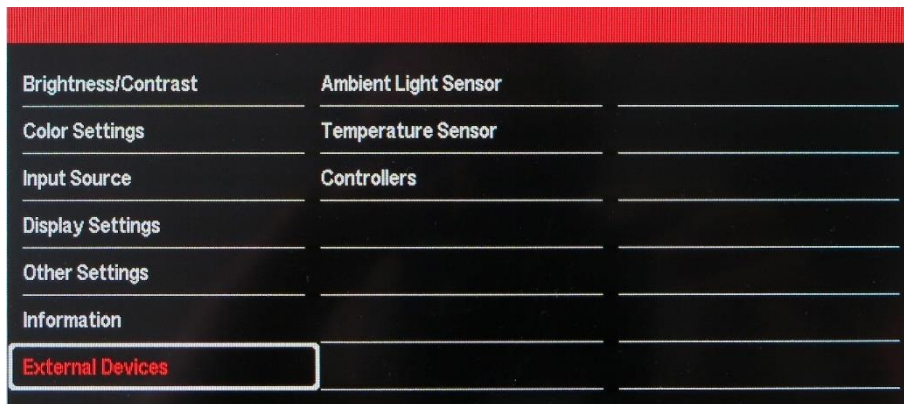 Brightness/Contrast
Ambient Light Sensor
Color Settings
Temperature Sensor
Input Source
Controllers
Display Settings
Other Settings
Information
External Devices